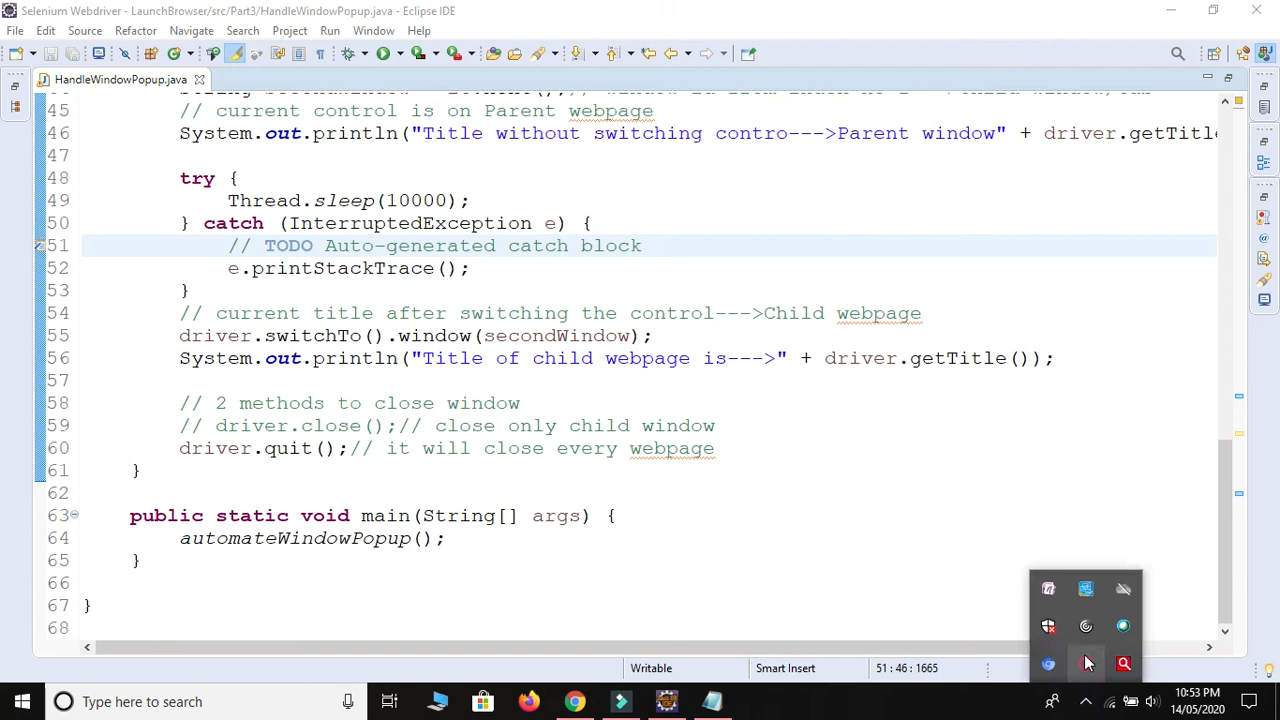 Selenium Webdriver - LaunchBrowser/src/Part3/HandleWindowPopup.java - Eclipse IDE
File Edit Source Refactor Navigate Search Project Run Window Help
HandleWindowPopup.java
45 // current control is on Parent webpage
46 System.out.println("Title without switching contro--->Parent window" + driver.getTitle
47
48 try {
49 Thread.sleep(10000);
50 } catch (InterruptedException e) {
51 // TODO Auto-generated catch block
52 e.printStackTrace();
53 }
54 // current title after switching the control--->Child webpage
55 driver.switchTo().window(secondWindow);
56 System.out.println("Title of child webpage is--->" + driver.getTitle());
57
58 // 2 methods to close window
59 // driver.close();// close only child window
60 driver.quit();// it will close every webpage
61 }
62
63 public static void main(String[] args) {
64 automateWindowPopup();
65 }
66
67 }
68
Writable Smart Insert 51 : 46 : 1665
Type here to search
10:53 PM
14/05/2020